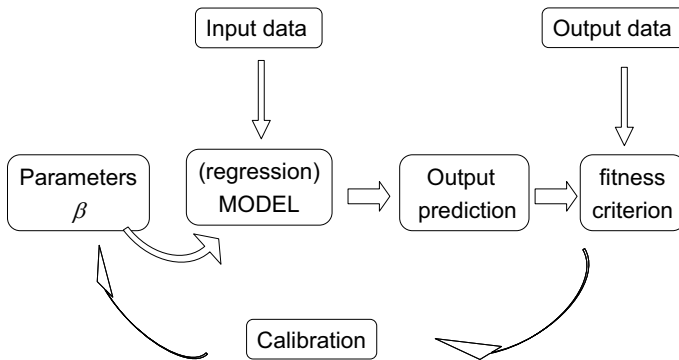 Input data
Output data
Parameters
β
(regression)
MODEL
Output
prediction
fitness
criterion
Calibration